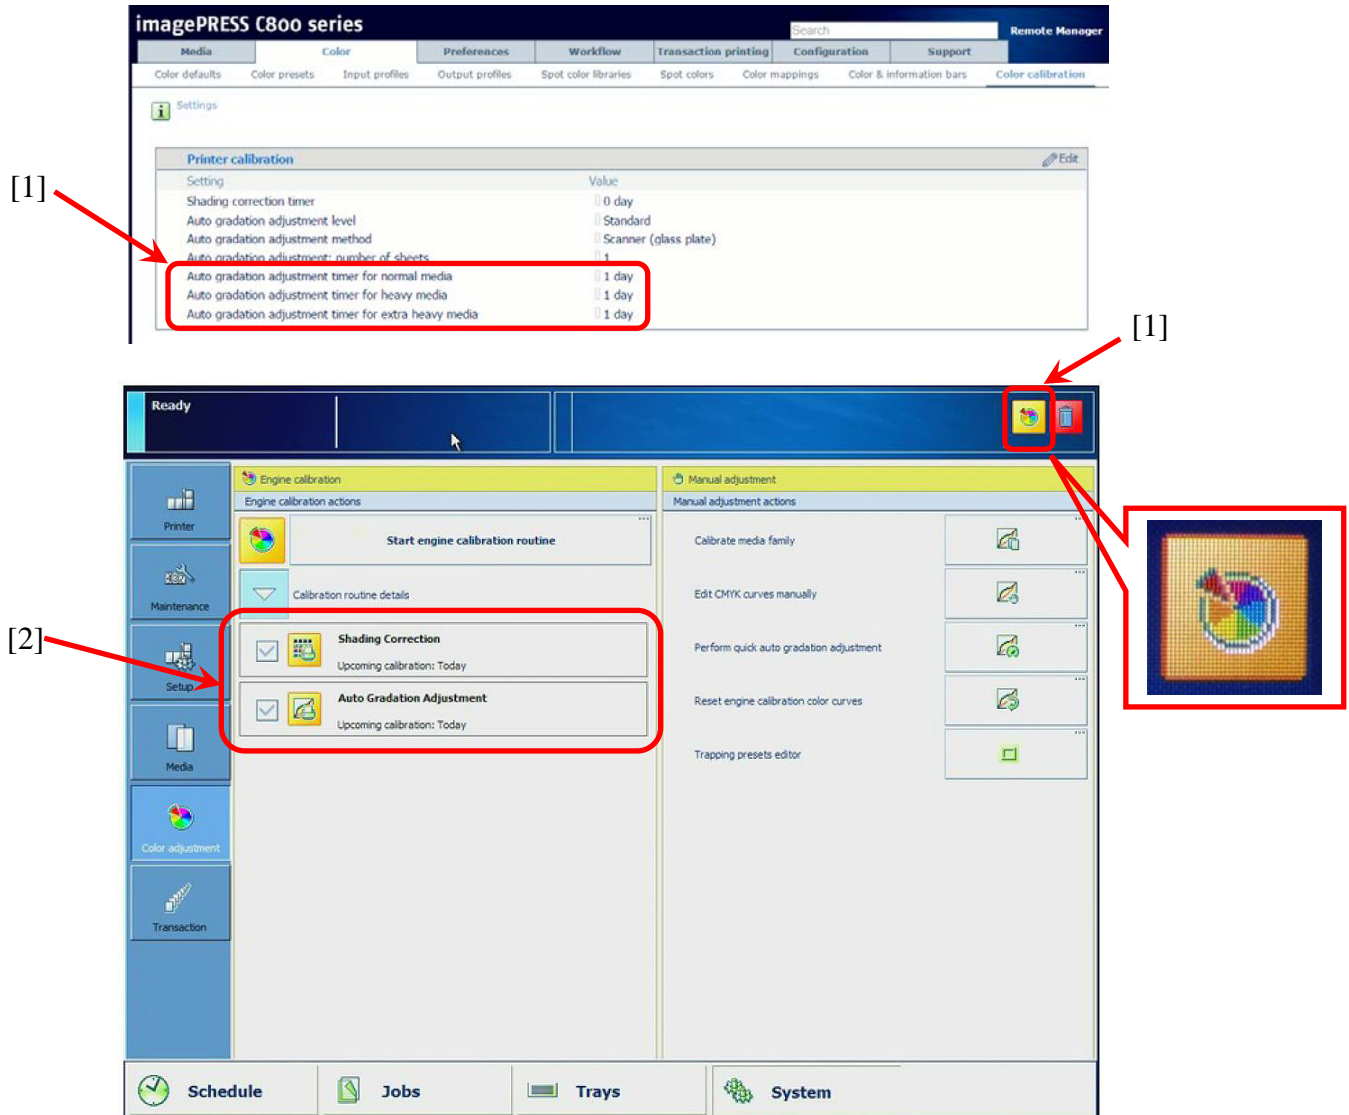 imagePRESS C800 series
Search
Remote Manager
Media Color Preferences Workflow Transaction printing Configuration Support
Color defaults Color presets Input profiles Output profiles Spot color libraries Spot colors Color mappings Color & information bars Color calibration
Settings
Printer calibration Edit
[1]
Setting Value
Shading correction timer 0 day
Auto gradation adjustment level Standard
Auto gradation adjustment method Scanner (glass plate)
Auto gradation adjustment: number of sheets 1
Auto gradation adjustment timer for normal media 1 day
Auto gradation adjustment timer for heavy media 1 day
Auto gradation adjustment timer for extra heavy media 1 day
[1]
Ready
Engine calibration
Manual adjustment
Engine calibration actions
Manual adjustment actions
Printer
Start engine calibration routine
Calibrate media family
Maintenance
Calibration routine details
Edit CMYK curves manually
[2]
Shading Correction
Upcoming calibration: Today
Perform quick auto gradation adjustment
Setup
Auto Gradation Adjustment
Upcoming calibration: Today
Reset engine calibration color curves
Media
Trapping presets editor
Color adjustment
Transaction
Schedule Jobs Trays System